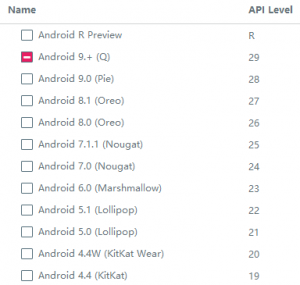 Name API Level
Android R Preview R
Android 9.+ (Q) 29
Android 9.0 (Pie) 28
Android 8.1 (Oreo) 27
Android 8.0 (Oreo) 26
Android 7.1.1 (Nougat) 25
Android 7.0 (Nougat) 24
Android 6.0 (Marshmallow) 23
Android 5.1 (Lollipop) 22
Android 5.0 (Lollipop) 21
Android 4.4W (KitKat Wear) 20
Android 4.4 (KitKat) 19